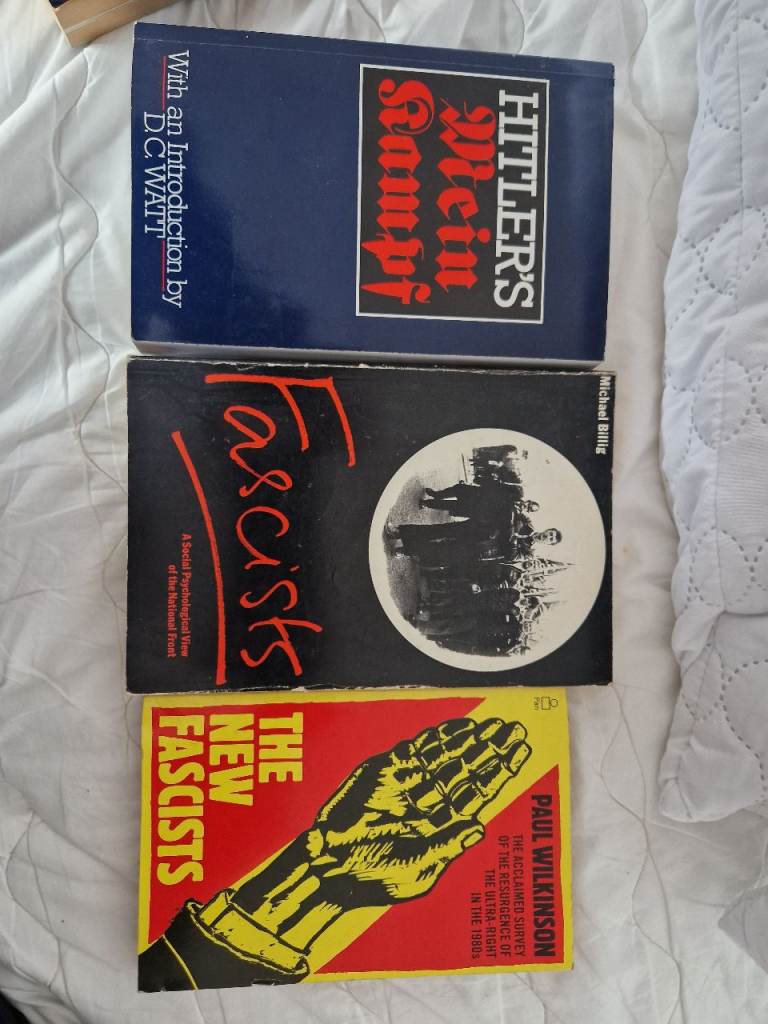 HITLER'S
Mein
Kampf
With an Introduction by
D.C. WATT
Michael Billig
Fascists
A Social Psychological View
of the National Front
Pan
PAUL WILKINSON
THE ACCLAIMED SURVEY
OF THE RESURGENCE OF
THE ULTRA-RIGHT
IN THE 1980s
THE
NEW
FASCISTS